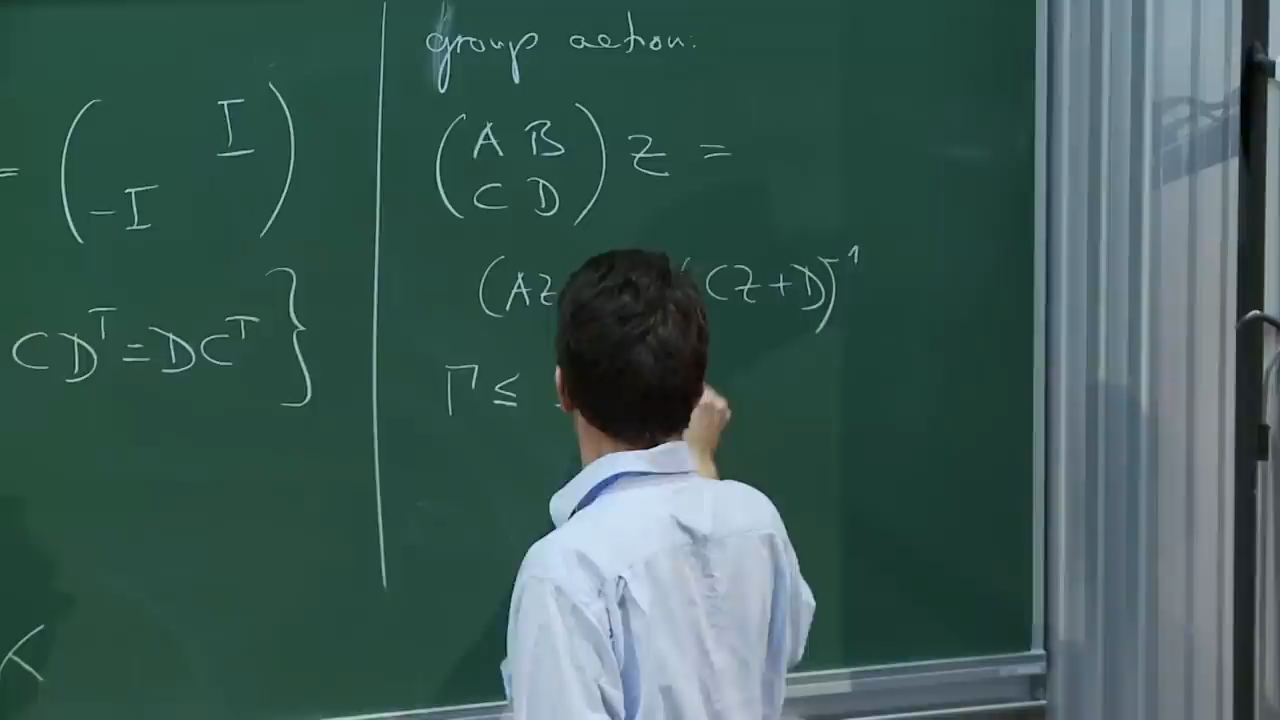 = ( I
-I )
CD^T = DC^T }
K
group action:
( A B
C D ) Z =
(AZ (CZ+D)^-1
Γ ≤